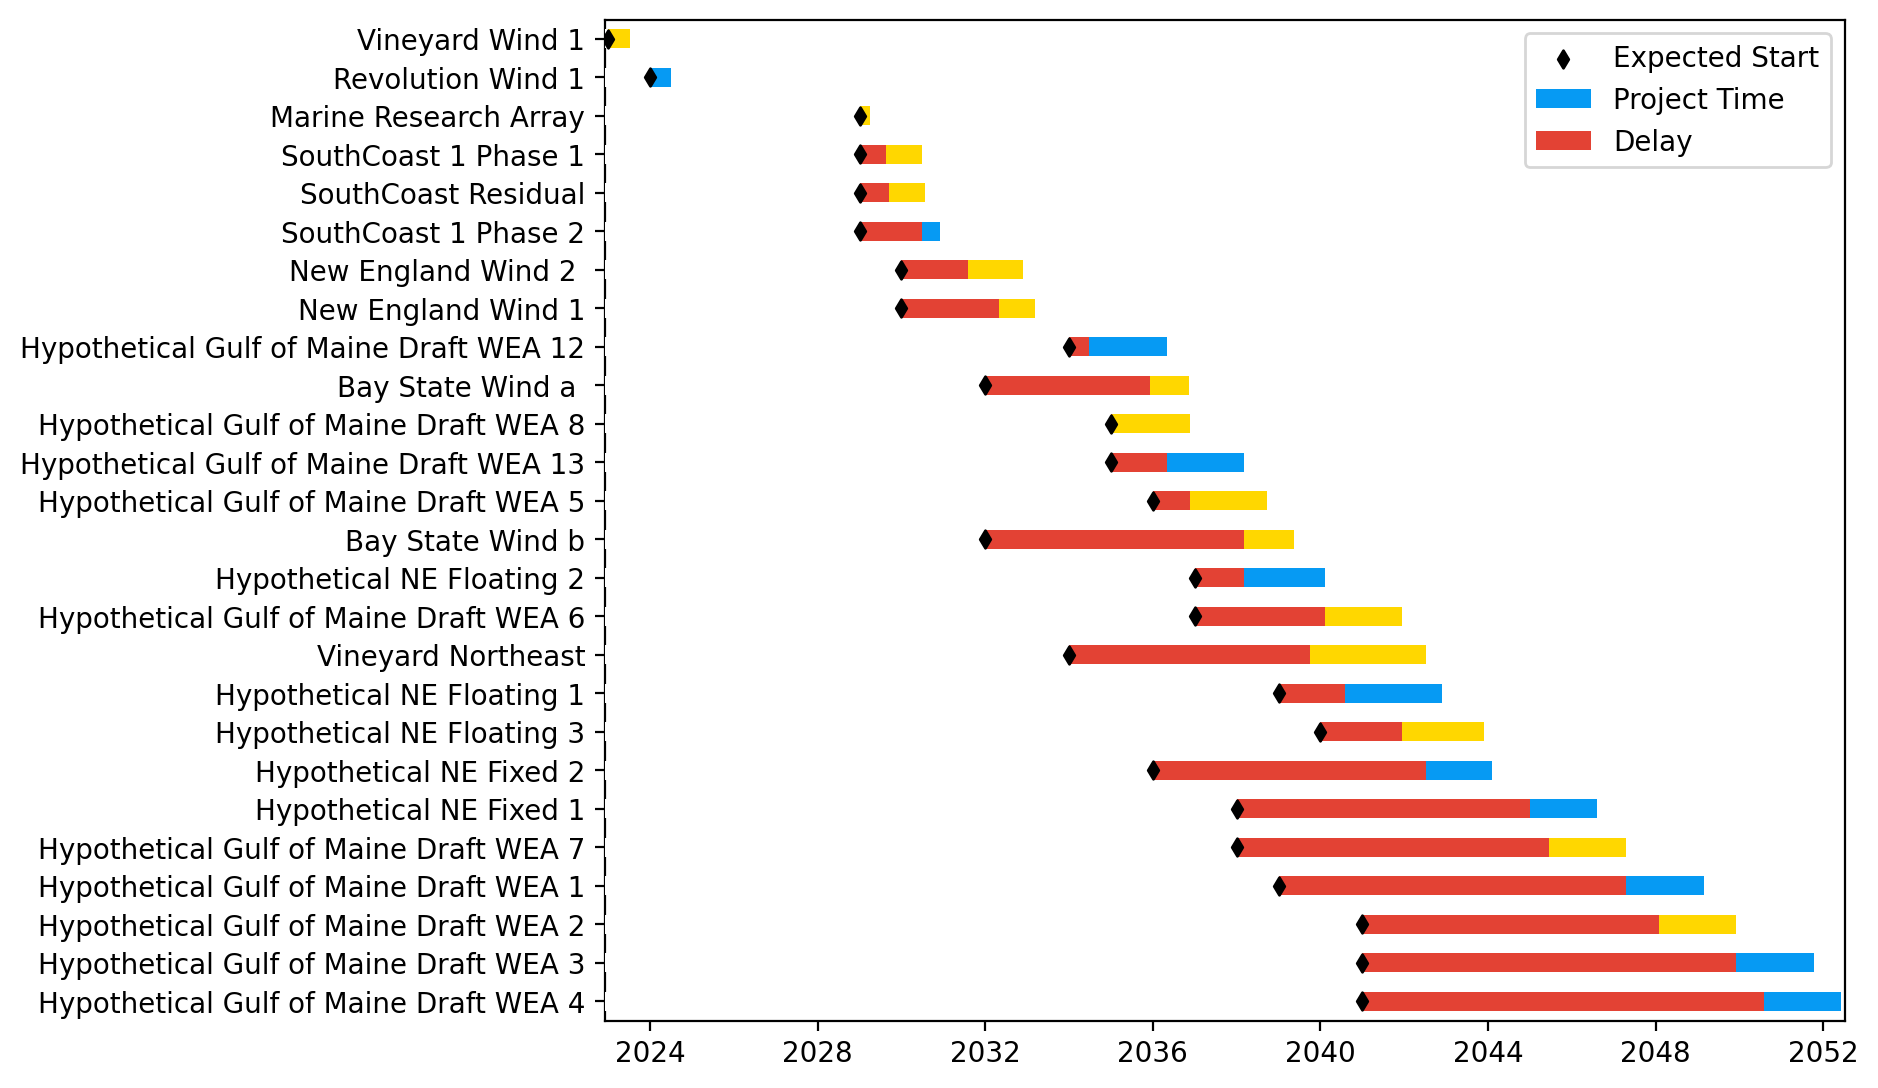 Vineyard Wind 1
Revolution Wind 1
Marine Research Array
SouthCoast 1 Phase 1
SouthCoast Residual
SouthCoast 1 Phase 2
New England Wind 2
New England Wind 1
Hypothetical Gulf of Maine Draft WEA 12
Bay State Wind a
Hypothetical Gulf of Maine Draft WEA 8
Hypothetical Gulf of Maine Draft WEA 13
Hypothetical Gulf of Maine Draft WEA 5
Bay State Wind b
Hypothetical NE Floating 2
Hypothetical Gulf of Maine Draft WEA 6
Vineyard Northeast
Hypothetical NE Floating 1
Hypothetical NE Floating 3
Hypothetical NE Fixed 2
Hypothetical NE Fixed 1
Hypothetical Gulf of Maine Draft WEA 7
Hypothetical Gulf of Maine Draft WEA 1
Hypothetical Gulf of Maine Draft WEA 2
Hypothetical Gulf of Maine Draft WEA 3
Hypothetical Gulf of Maine Draft WEA 4
Expected Start
Project Time
Delay
2024 2028 2032 2036 2040 2044 2048 2052